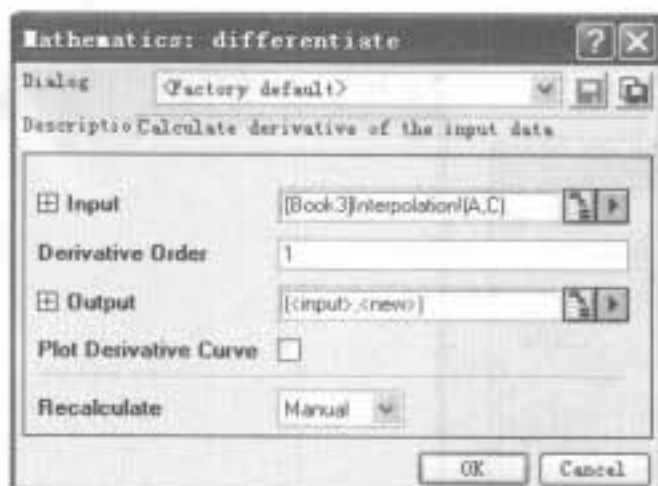 Mathematics: differentiate
Dialog <Factory default>
Descriptio Calculate derivative of the input data
Input [Book3]Interpolation!(A,C)
Derivative Order 1
Output (<input>,<new>)
Plot Derivative Curve
Recalculate Manual
OK Cancel